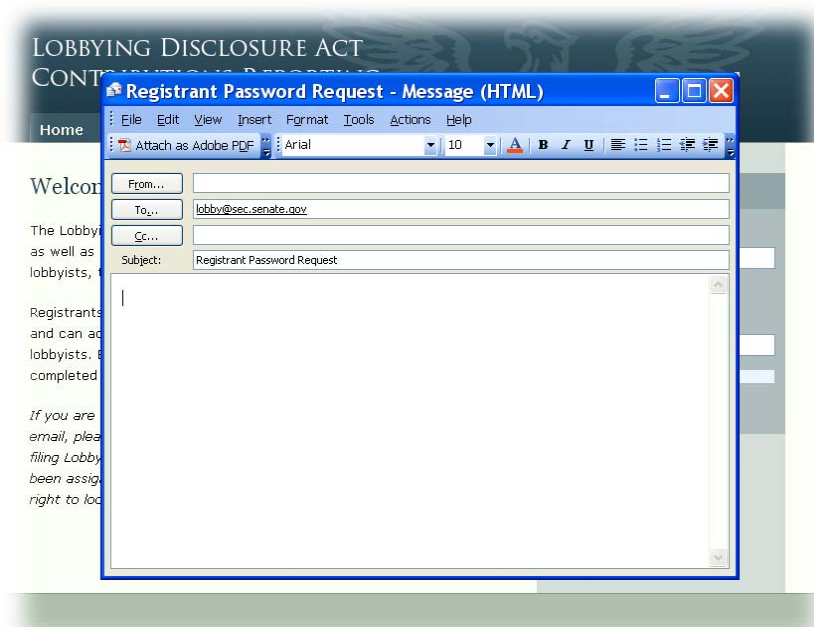 LOBBYING DISCLOSURE ACT
CONTRIBUTIONS REPORTING
Registrant Password Request - Message (HTML)
File Edit View Insert Format Tools Actions Help
Home
Attach as Adobe PDF Arial 10 A B I U
Welcom
From...
To... lobby@sec.senate.gov
The Lobbyi
Cc...
as well as
Subject: Registrant Password Request
lobbyists, t
Registrants
and can ac
lobbyists. E
completed
If you are
email, plea
filing Lobby
been assig
right to loc